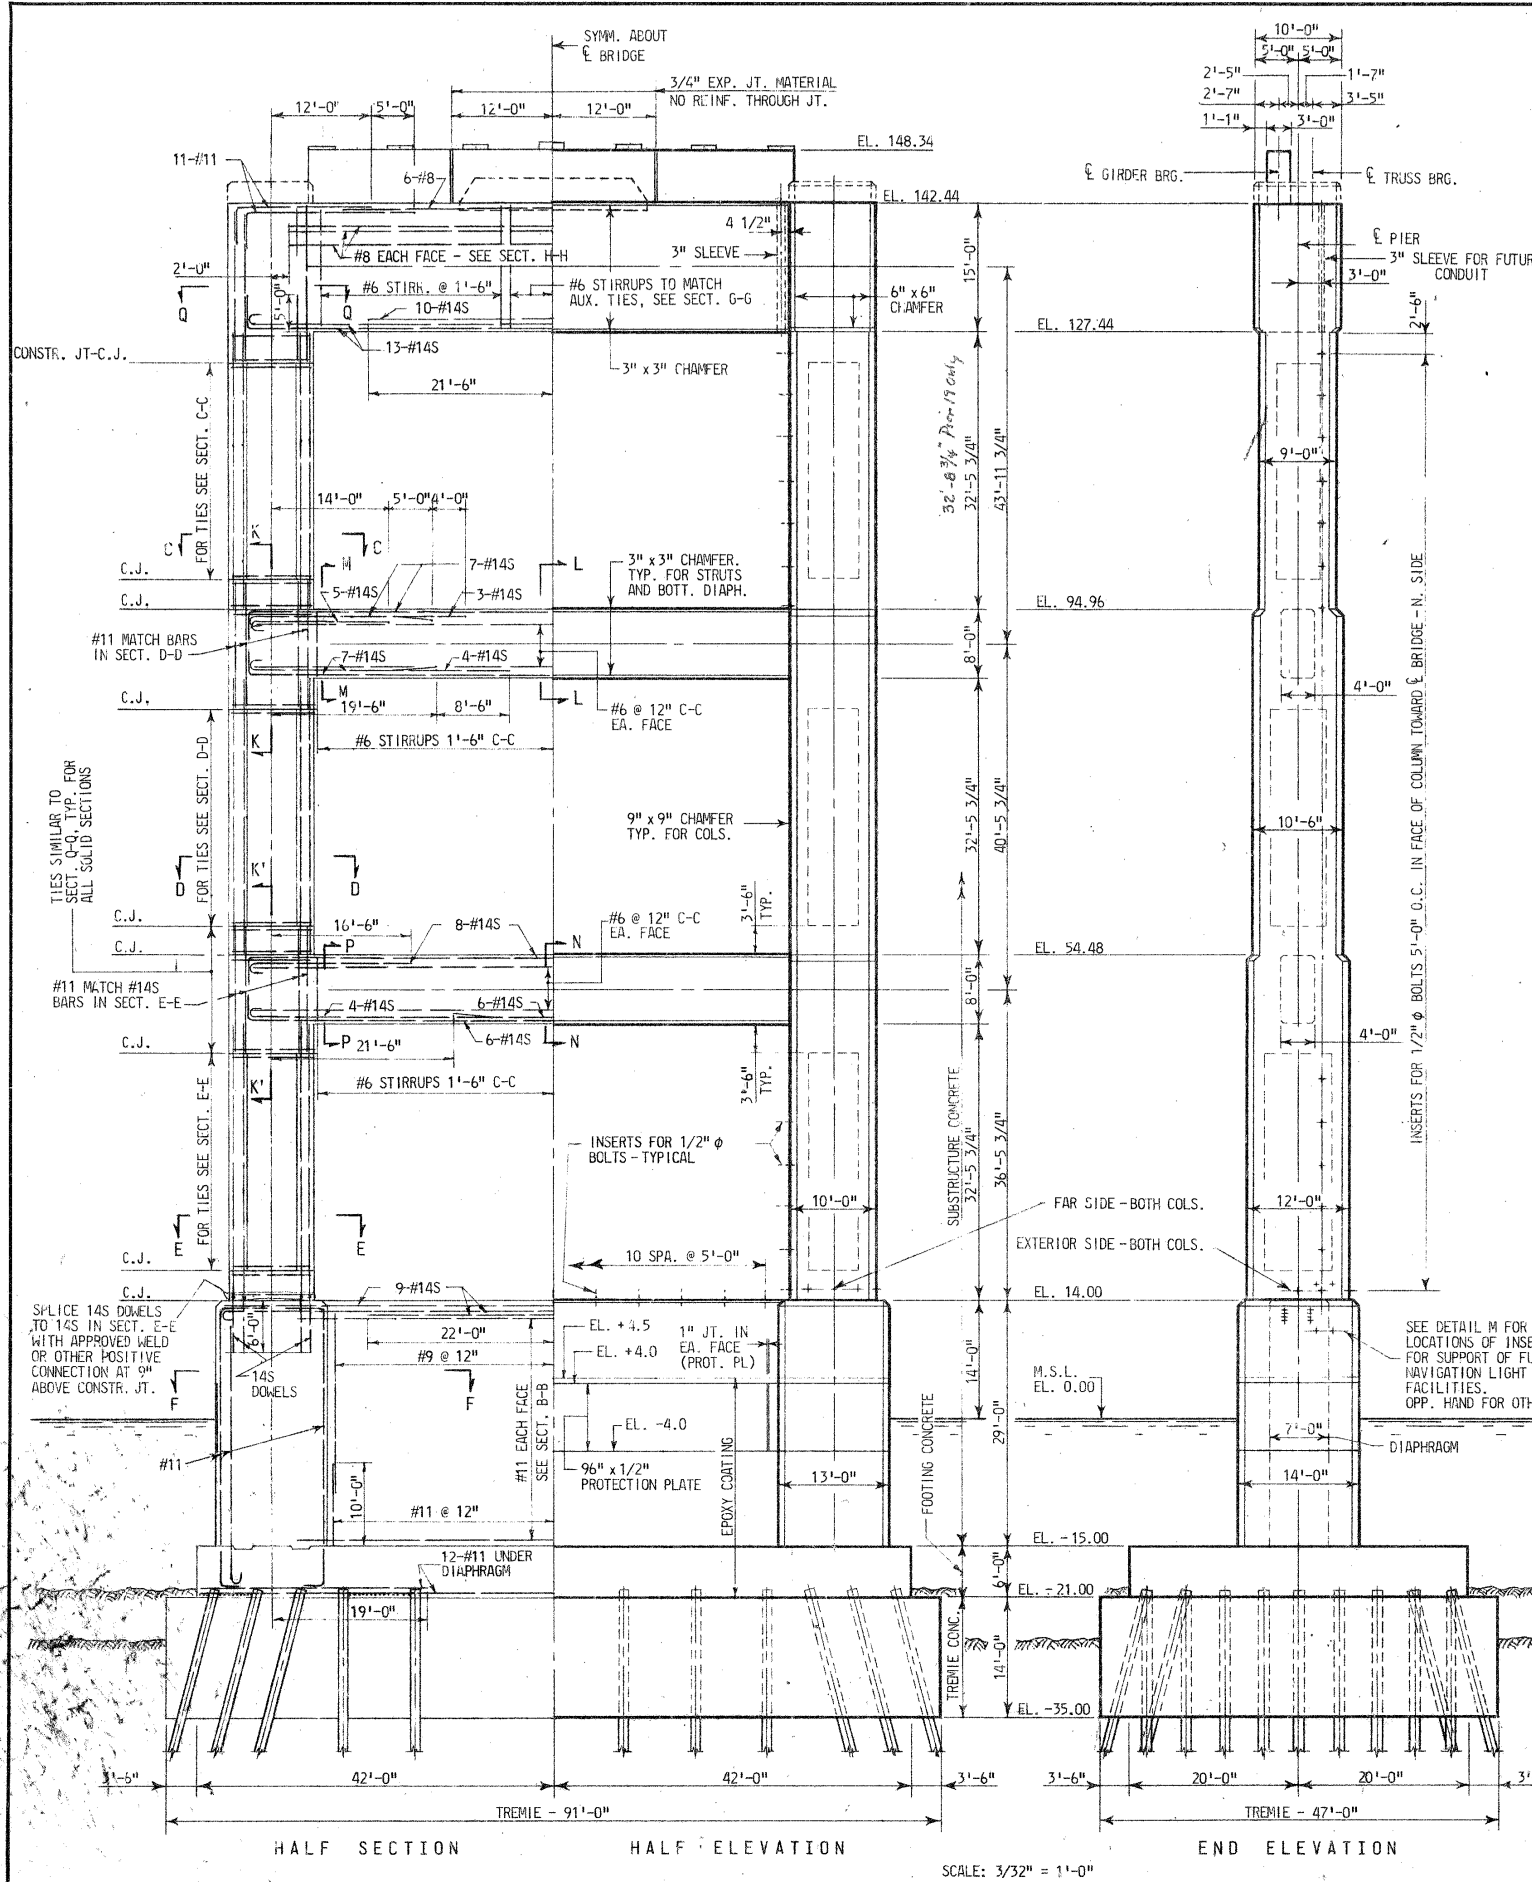 SYMM. ABOUT
℄ BRIDGE
3/4" EXP. JT. MATERIAL
NO REINF. THROUGH JT.
12'-0"
5'-0"
12'-0"
12'-0"
EL. 148.34
11-#11
6-#8
EL. 142.44
4 1/2"
3" SLEEVE
#8 EACH FACE - SEE SECT. H-H
2'-0"
5'-0"
Q
Q
#6 STIRR. @ 1'-6"
#6 STIRRUPS TO MATCH
AUX. TIES, SEE SECT. G-G
10-#14S
13-#14S
6" x 6"
CHAMFER
15'-0"
EL. 127.44
CONSTR. JT-C.J.
3" x 3" CHAMFER
21'-6"
FOR TIES SEE SECT. C-C
32'-8 3/4" Pier 19 Only
32'-5 3/4"
43'-11 3/4"
14'-0"
5'-0"
4'-0"
K
C
C
M
L
7-#14S
5-#14S
3-#14S
3" x 3" CHAMFER.
TYP. FOR STRUTS
AND BOTT. DIAPH.
C.J.
C.J.
EL. 94.96
#11 MATCH BARS
IN SECT. D-D
7-#14S
4-#14S
8'-0"
C.J.
M
L
19'-6"
8'-6"
#6 @ 12" C-C
EA. FACE
K
#6 STIRRUPS 1'-6" C-C
TIES SIMILAR TO
SECT. Q-Q, TYP. FOR
ALL SOLID SECTIONS
FOR TIES SEE SECT. D-D
9" x 9" CHAMFER
TYP. FOR COLS.
32'-5 3/4"
40'-5 3/4"
D
K'
D
3'-6"
TYP.
C.J.
C.J.
16'-6"
8-#14S
#6 @ 12" C-C
EA. FACE
P
N
EL. 54.48
#11 MATCH #14S
BARS IN SECT. E-E
4-#14S
6-#14S
6-#14S
8'-0"
C.J.
P
N
21'-6"
K'
#6 STIRRUPS 1'-6" C-C
3'-6"
TYP.
FOR TIES SEE SECT. E-E
INSERTS FOR 1/2" ϕ
BOLTS - TYPICAL
SUBSTRUCTURE CONCRETE
32'-5 3/4"
36'-5 3/4"
10'-0"
E
E
10 SPA. @ 5'-0"
FAR SIDE - BOTH COLS.
EXTERIOR SIDE - BOTH COLS.
C.J.
C.J.
9-#14S
EL. 14.00
SPLICE 14S DOWELS
TO 14S IN SECT. E-E
WITH APPROVED WELD
OR OTHER POSITIVE
CONNECTION AT 9"
ABOVE CONSTR. JT.
6'-0"
14S
DOWELS
22'-0"
#9 @ 12"
F
F
EL. +4.5
EL. +4.0
1" JT. IN
EA. FACE
(PROT. PL)
14'-0"
29'-0"
M.S.L.
EL. 0.00
#11
#11 EACH FACE
SEE SECT. B-B
EL. -4.0
96" x 1/2"
PROTECTION PLATE
EPOXY COATING
13'-0"
FOOTING CONCRETE
10'-0"
#11 @ 12"
EL. -15.00
12-#11 UNDER
DIAPHRAGM
6'-0"
EL. -21.00
19'-0"
TREMIE CONC.
14'-0"
EL. -35.00
3'-6"
42'-0"
42'-0"
3'-6"
TREMIE - 91'-0"
HALF SECTION
HALF ELEVATION
10'-0"
5'-0"
5'-0"
2'-5"
1'-7"
2'-7"
3'-5"
1'-1"
3'-0"
℄ GIRDER BRG.
℄ TRUSS BRG.
℄ PIER
3" SLEEVE FOR FUTUR
CONDUIT
3'-0"
2'-6"
9'-0"
4'-0"
10'-6"
4'-0"
12'-0"
INSERTS FOR 1/2" ϕ BOLTS 5'-0" O.C. IN FACE OF COLUMN TOWARD ℄ BRIDGE - N. SIDE
SEE DETAIL M FOR
LOCATIONS OF INSE
FOR SUPPORT OF FU
NAVIGATION LIGHT
FACILITIES.
OPP. HAND FOR OTH
7'-0"
DIAPHRAGM
14'-0"
3'-6"
20'-0"
20'-0"
3'
TREMIE - 47'-0"
END ELEVATION
SCALE: 3/32" = 1'-0"